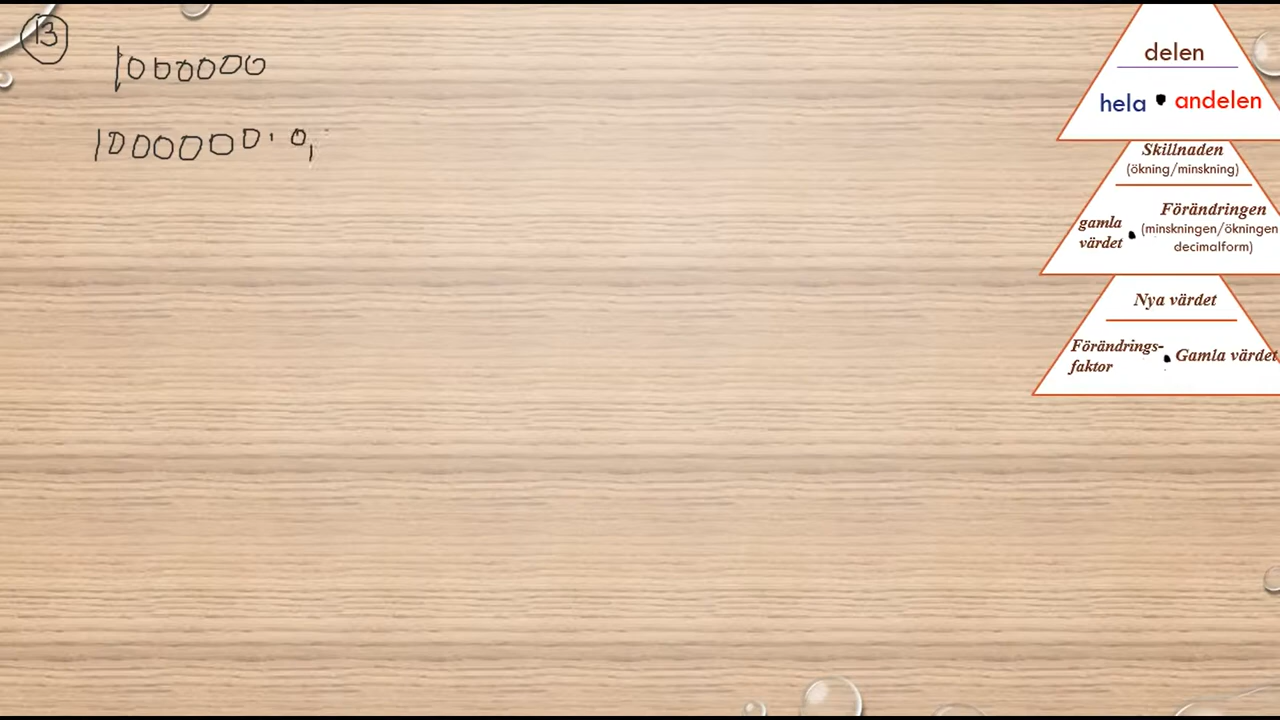 13
1000000
1000000 · 0,
delen
hela • andelen
Skillnaden
(ökning/minskning)
gamla värdet • Förändringen
(minskningen/ökningen
decimalform)
Nya värdet
Förändrings-
faktor • Gamla värdet